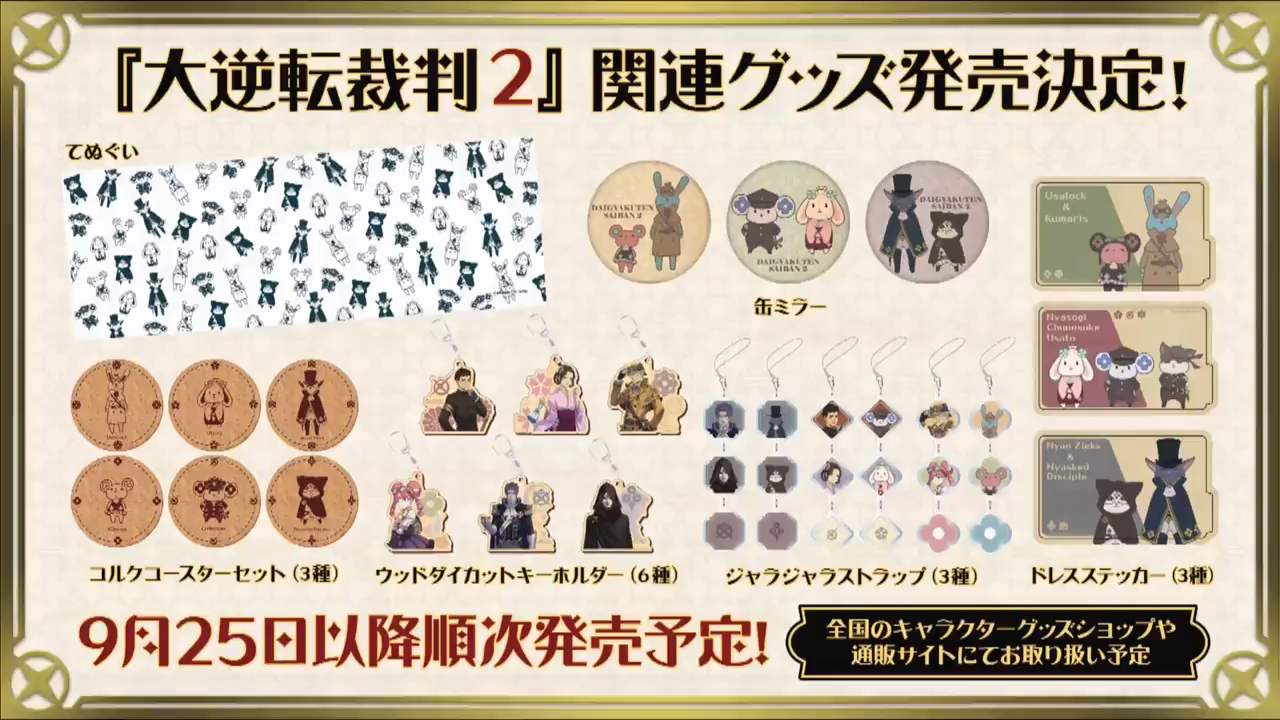 『大逆転裁判2』関連グッズ発売決定!
てぬぐい
DAIGYAKUTEN
SAIBAN 2
DAIGYAKUTEN
SAIBAN 2
DAIGYAKUTEN
SAIBAN 2
缶ミラー
Usalock
&
Kumaris
Nyasogi
Chunosuke
Usato
Nyan Zieks
&
Nyasked
Disciple
コルクコースターセット(3種)
ウッドダイカットキーホルダー(6種)
ジャラジャラストラップ(3種)
ドレスステッカー(3種)
9月25日以降順次発売予定!
全国のキャラクターグッズショップや
通販サイトにてお取り扱い予定